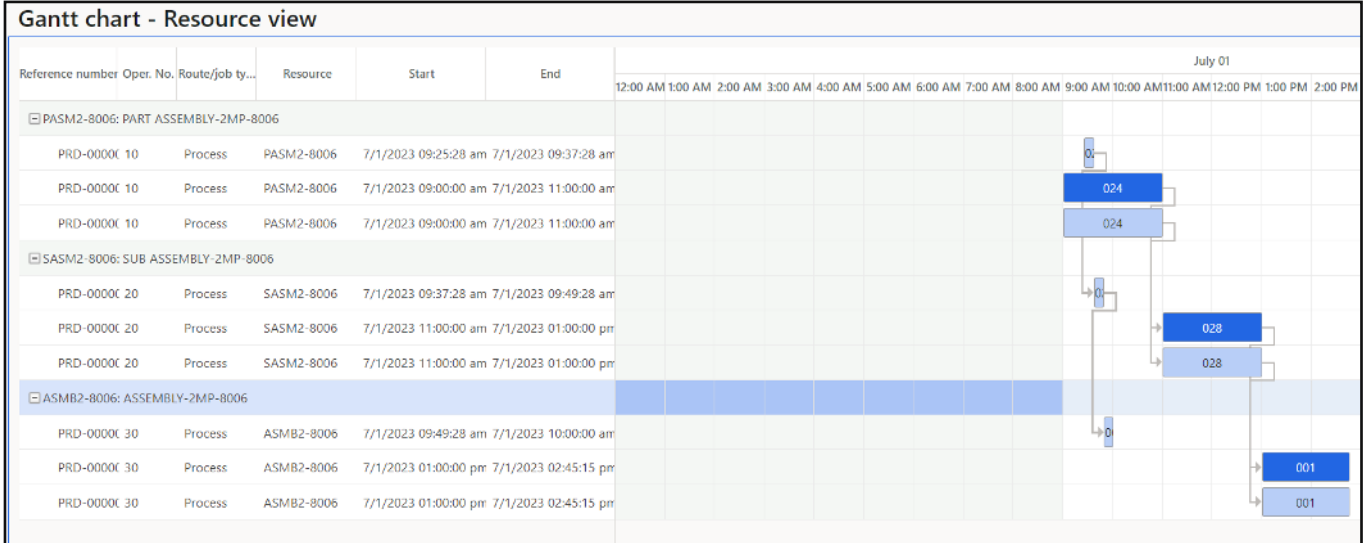 Gantt chart - Resource view
July 01
Reference number Oper. No. Route/job ty... Resource Start End
12:00 AM 1:00 AM 2:00 AM 3:00 AM 4:00 AM 5:00 AM 6:00 AM 7:00 AM 8:00 AM 9:00 AM 10:00 AM 11:00 AM 12:00 PM 1:00 PM 2:00 PM
PASM2-8006: PART ASSEMBLY-2MP-8006
PRD-0000( 10 Process PASM2-8006 7/1/2023 09:25:28 am 7/1/2023 09:37:28 am
PRD-0000( 10 Process PASM2-8006 7/1/2023 09:00:00 am 7/1/2023 11:00:00 am 024
PRD-0000( 10 Process PASM2-8006 7/1/2023 09:00:00 am 7/1/2023 11:00:00 am 024
SASM2-8006: SUB ASSEMBLY-2MP-8006
PRD-0000( 20 Process SASM2-8006 7/1/2023 09:37:28 am 7/1/2023 09:49:28 am
PRD-0000( 20 Process SASM2-8006 7/1/2023 11:00:00 am 7/1/2023 01:00:00 pm 028
PRD-0000( 20 Process SASM2-8006 7/1/2023 11:00:00 am 7/1/2023 01:00:00 pm 028
ASMB2-8006: ASSEMBLY-2MP-8006
PRD-0000( 30 Process ASMB2-8006 7/1/2023 09:49:28 am 7/1/2023 10:00:00 am
PRD-0000( 30 Process ASMB2-8006 7/1/2023 01:00:00 pm 7/1/2023 02:45:15 pm 001
PRD-0000( 30 Process ASMB2-8006 7/1/2023 01:00:00 pm 7/1/2023 02:45:15 pm 001